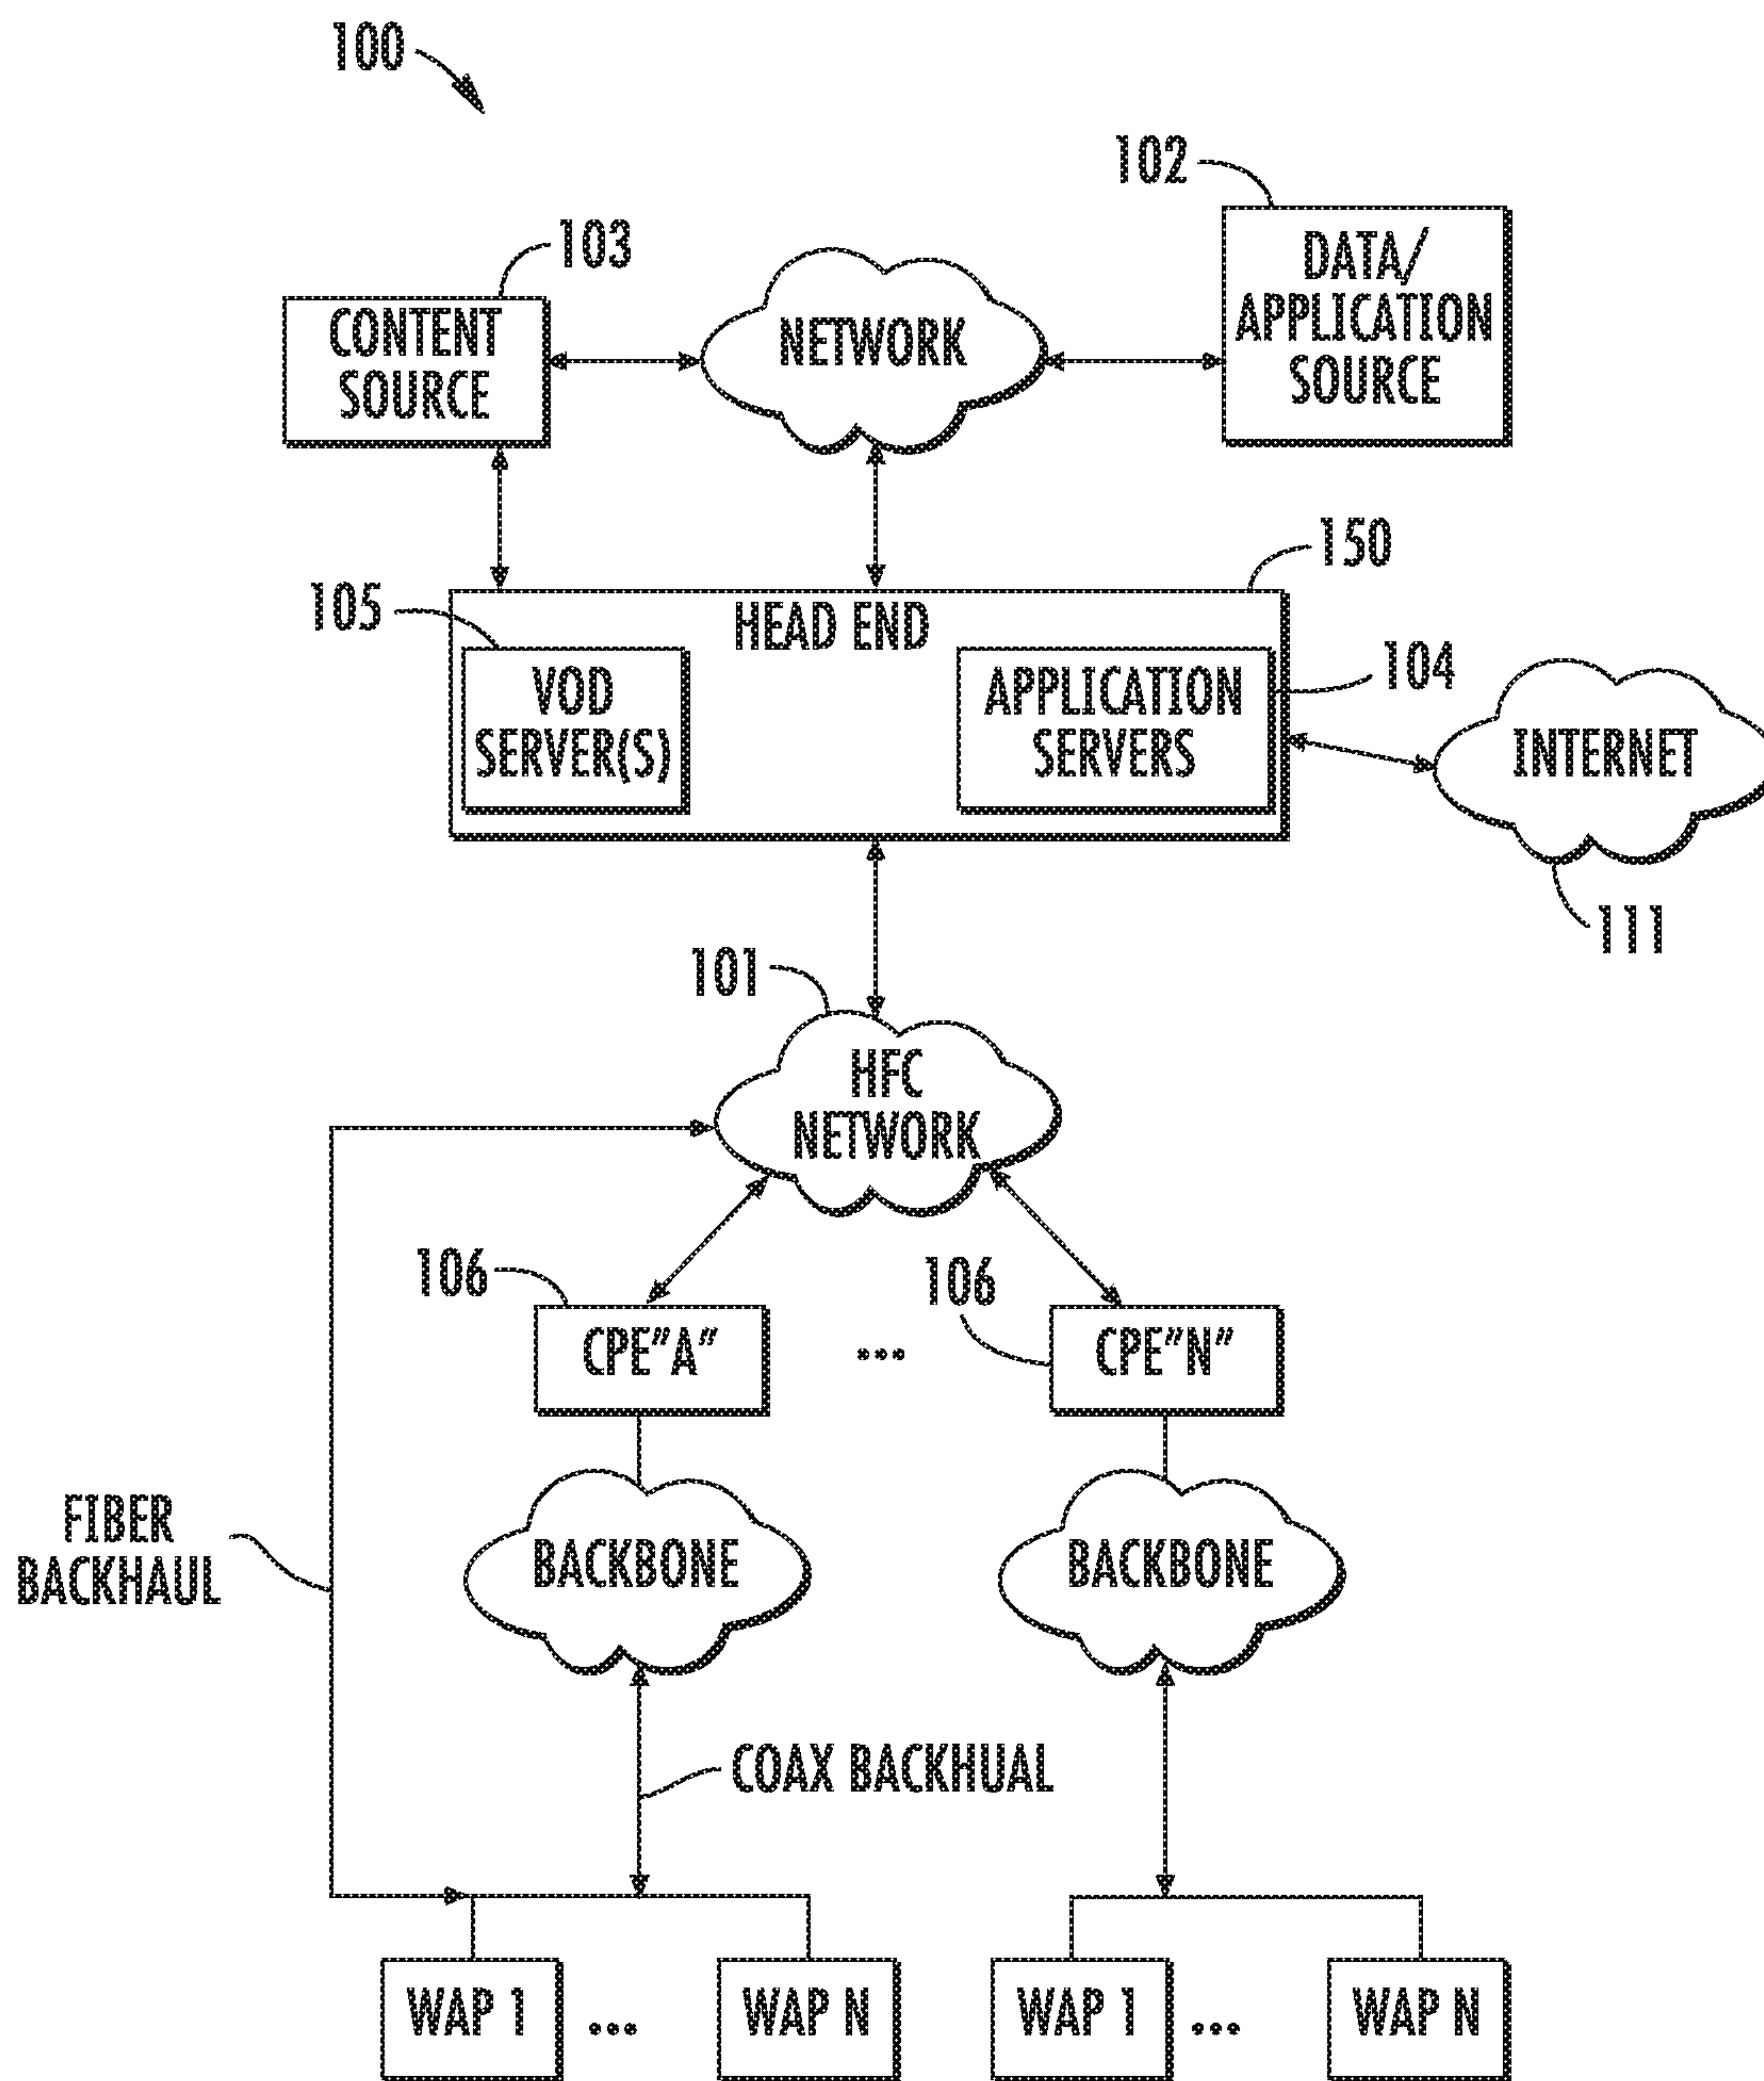 100
102
103
DATA/
APPLICATION
SOURCE
CONTENT
SOURCE
NETWORK
150
105
HEAD END
104
VOD
SERVER(S)
APPLICATION
SERVERS
INTERNET
111
101
HFC
NETWORK
106
106
CPE"A"
...
CPE"N"
FIBER
BACKHAUL
BACKBONE
BACKBONE
COAX BACKHUAL
WAP 1
...
WAP N
WAP 1
...
WAP N